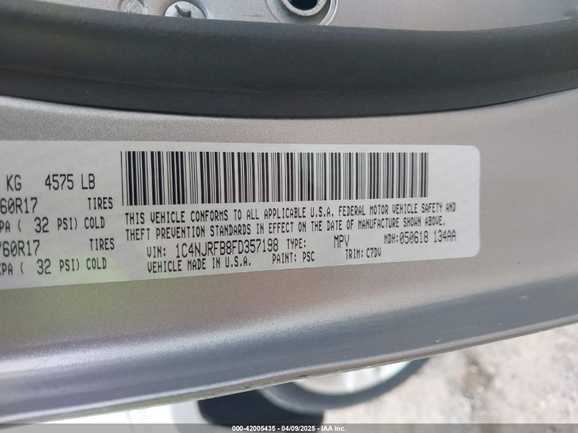 KG 4575 LB
60R17 TIRES
PA ( 32 PSI) COLD
60R17 TIRES
PA ( 32 PSI) COLD
THIS VEHICLE CONFORMS TO ALL APPLICABLE U.S.A. FEDERAL MOTOR VEHICLE SAFETY AND
THEFT PREVENTION STANDARDS IN EFFECT ON THE DATE OF MANUFACTURE SHOWN ABOVE.
VIN: 1C4NJRFB8FD357198 TYPE: MPV MDH:050618 134AA
VEHICLE MADE IN U.S.A. PAINT: PSC TRIM: C7DV
000-42005435 - 04/09/2025 - IAA Inc.